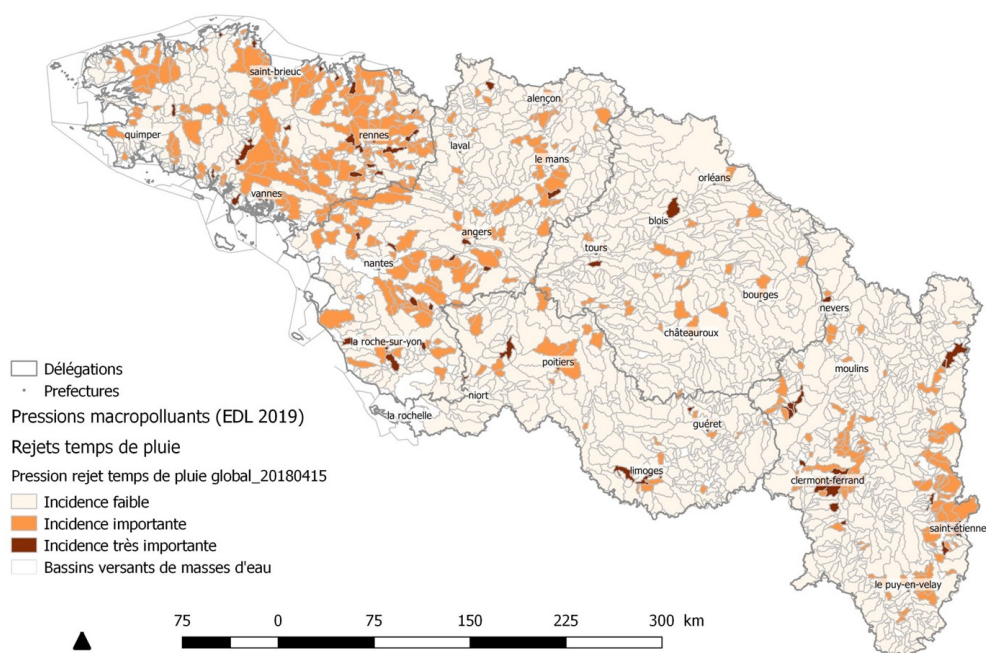 saint-brieuc
alençon
quimper
rennes
laval
le mans
orléans
vannes
blois
angers
tours
nantes
bourges
nevers
châteauroux
la roche-sur-yon
poitiers
moulins
niort
la rochelle
guéret
limoges
clermont-ferrand
saint-étienne
le puy-en-velay
Délégations
Prefectures
Pressions macropolluants (EDL 2019)
Rejets temps de pluie
Pression rejet temps de pluie global_20180415
Incidence faible
Incidence importante
Incidence très importante
Bassins versants de masses d'eau
75 0 75 150 225 300 km